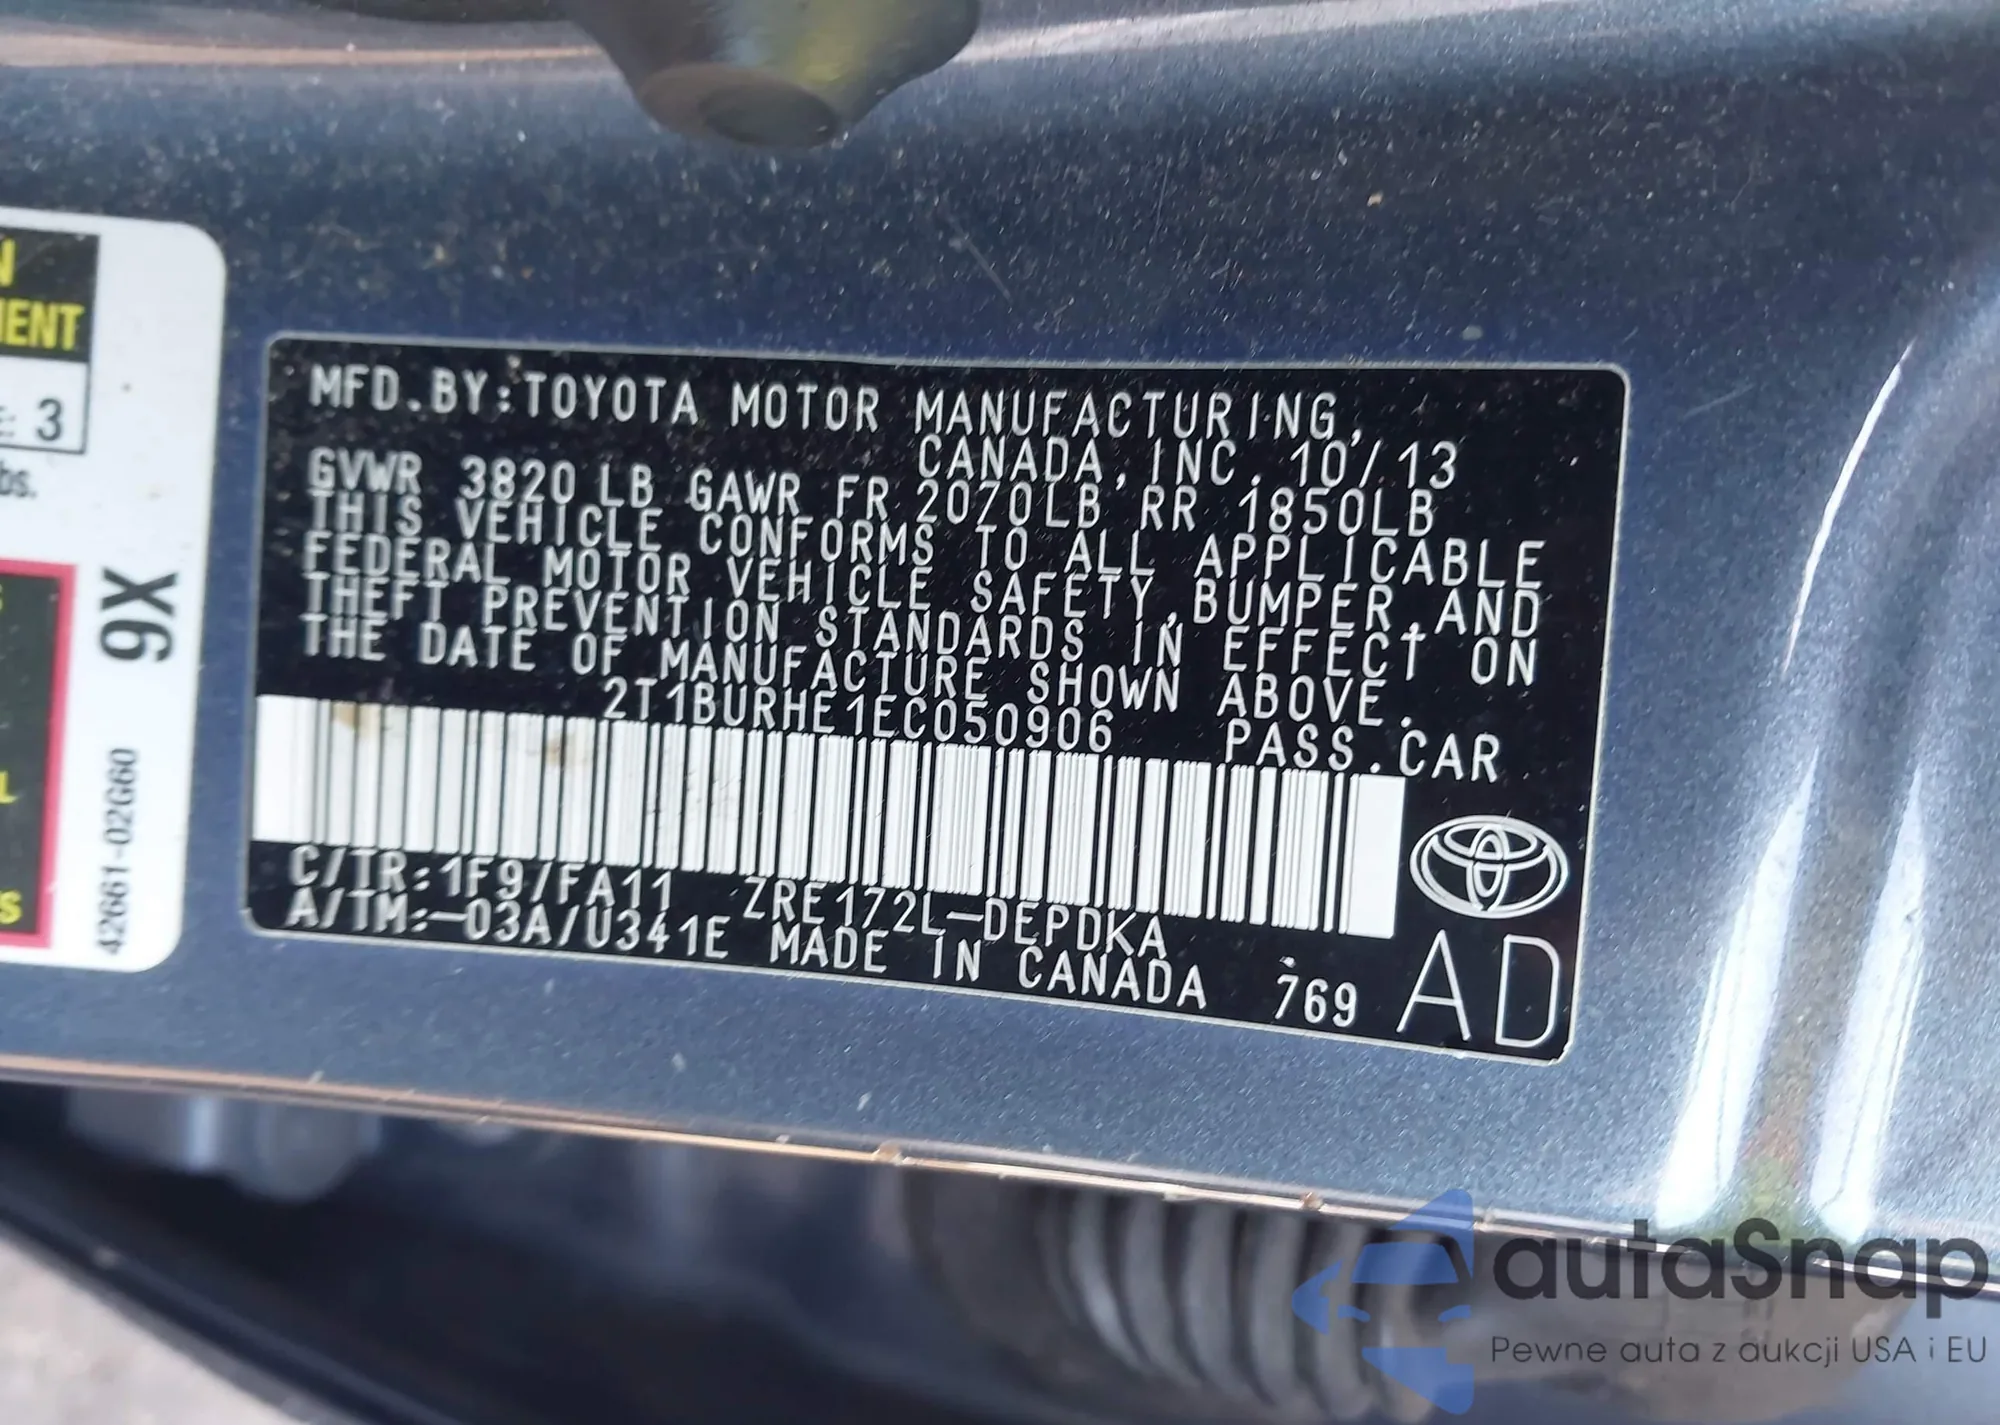 N
MENT
: 3
bs.
9X
42661-02G60
L
S
MFD.BY:TOYOTA MOTOR MANUFACTURING,
CANADA,INC. 10/13
GVWR 3820 LB GAWR FR 2070LB RR 1850LB
THIS VEHICLE CONFORMS TO ALL APPLICABLE
FEDERAL MOTOR VEHICLE SAFETY,BUMPER,AND
THEFT PREVENTION STANDARDS IN EFFECT ON
THE DATE OF MANUFACTURE SHOWN ABOVE.
2T1BURHE1EC050906 PASS.CAR
C/TR:1F9/FA11 ZRE172L-DEPDKA
A/TM:-03A/U341E MADE IN CANADA 769
AD
autaSnap
Pewne auta z aukcji USA i EU